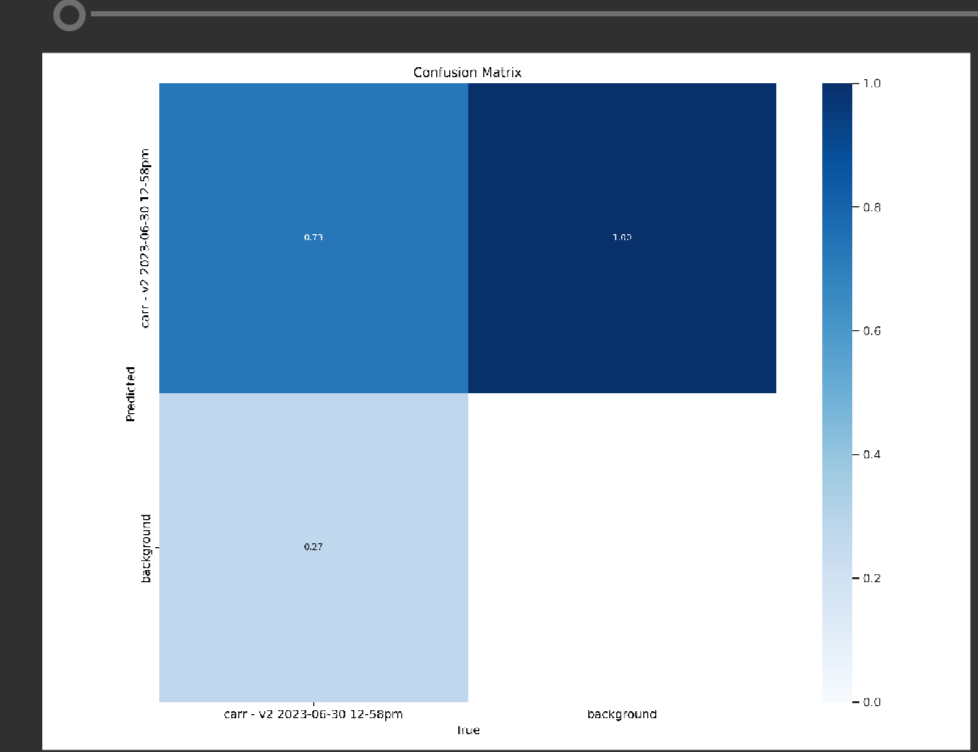 Confusion Matrix
carr - v2 2023-06-30 12-58pm
background
Predicted
0.73
1.00
0.27
carr - v2 2023-06-30 12-58pm
background
True
1.0
0.8
0.6
0.4
0.2
0.0